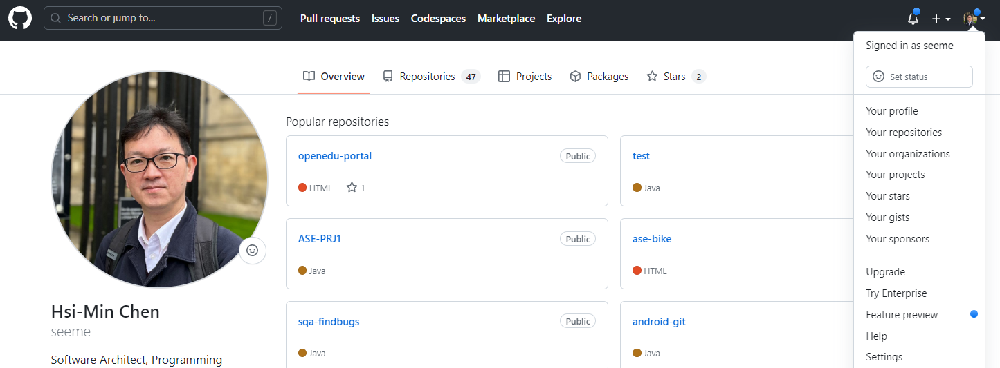 Search or jump to...
/
Pull requests
Issues
Codespaces
Marketplace
Explore
Signed in as seeme
Set status
Your profile
Your repositories
Your organizations
Your projects
Your stars
Your gists
Your sponsors
Upgrade
Try Enterprise
Feature preview
Help
Settings
Overview
Repositories 47
Projects
Packages
Stars 2
Hsi-Min Chen
seeme
Software Architect, Programming
Popular repositories
openedu-portal
Public
HTML
1
test
Java
ASE-PRJ1
Public
Java
ase-bike
HTML
sqa-findbugs
Public
Java
android-git
Java